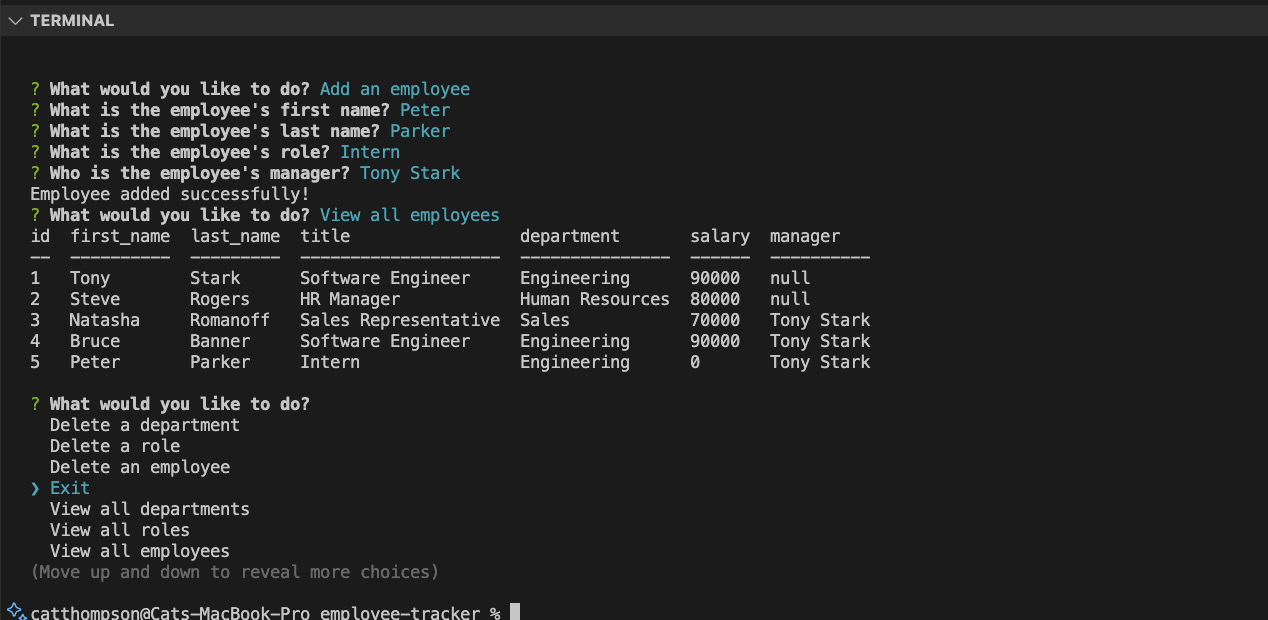 TERMINAL
? What would you like to do? Add an employee
? What is the employee's first name? Peter
? What is the employee's last name? Parker
? What is the employee's role? Intern
? Who is the employee's manager? Tony Stark
Employee added successfully!
? What would you like to do? View all employees
id  first_name  last_name  title                 department       salary  manager
--  ----------  ---------  --------------------  ---------------  ------  ----------
1   Tony        Stark      Software Engineer     Engineering      90000   null
2   Steve       Rogers     HR Manager            Human Resources  80000   null
3   Natasha     Romanoff   Sales Representative  Sales            70000   Tony Stark
4   Bruce       Banner     Software Engineer     Engineering      90000   Tony Stark
5   Peter       Parker     Intern                Engineering      0       Tony Stark
? What would you like to do?
Delete a department
Delete a role
Delete an employee
❯ Exit
View all departments
View all roles
View all employees
(Move up and down to reveal more choices)
catthompson@Cats-MacBook-Pro employee-tracker %